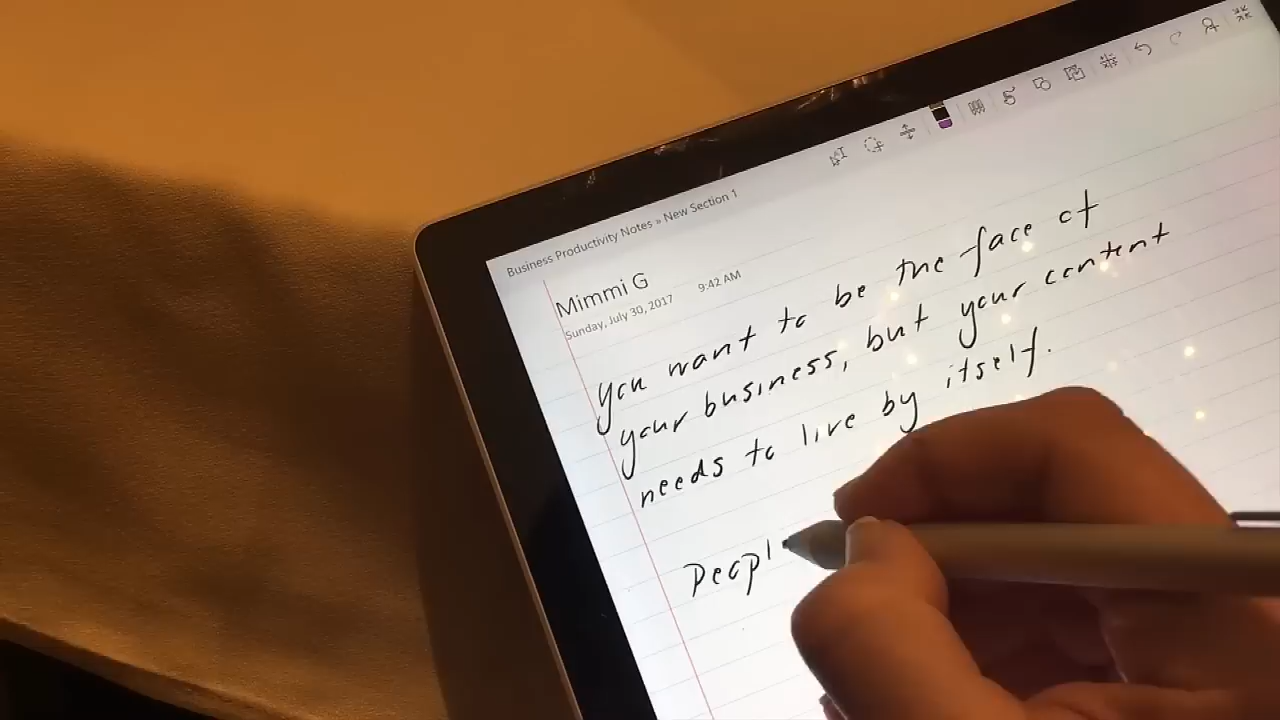 Business Productivity Notes » New Section 1
Mimmi G
Sunday, July 30, 2017 9:42 AM
you want to be the face of
your business, but your content
needs to live by itself.
Peopl